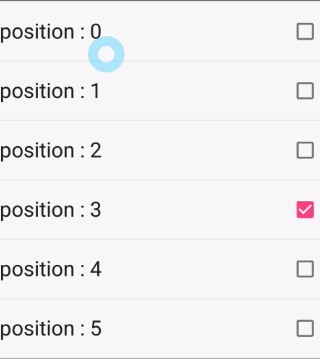 position : 0
position : 1
position : 2
position : 3
position : 4
position : 5